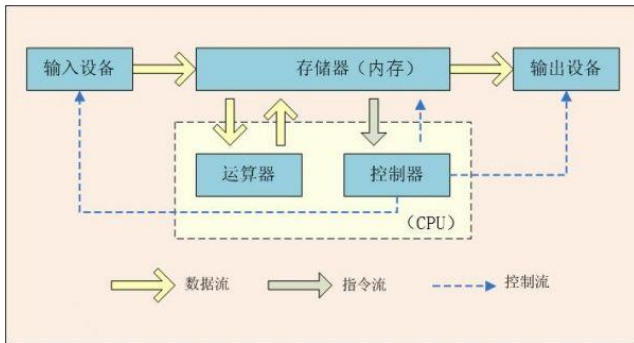 输入设备
存储器（内存）
输出设备
运算器
控制器
（CPU）
数据流
指令流
控制流